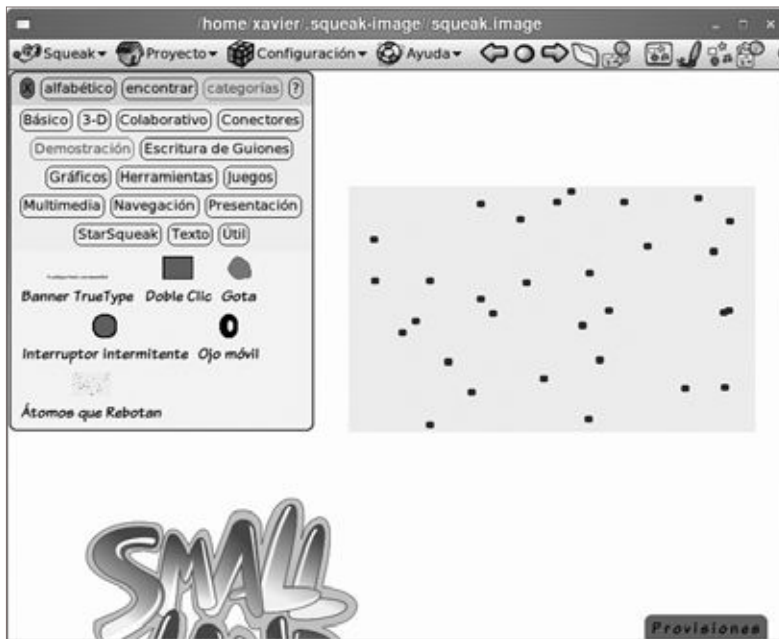 /home/xavier/.squeak-image//squeak.image
Squeak Proyecto Configuración Ayuda
X alfabético encontrar categorías ?
Básico 3-D Colaborativo Conectores
Demostración Escritura de Guiones
Gráficos Herramientas Juegos
Multimedia Navegación Presentación
StarSqueak Texto Útil
Banner TrueType Doble Clic Gota
Interruptor intermitente Ojo móvil
Átomos que Rebotan
SMALL
Provisiones